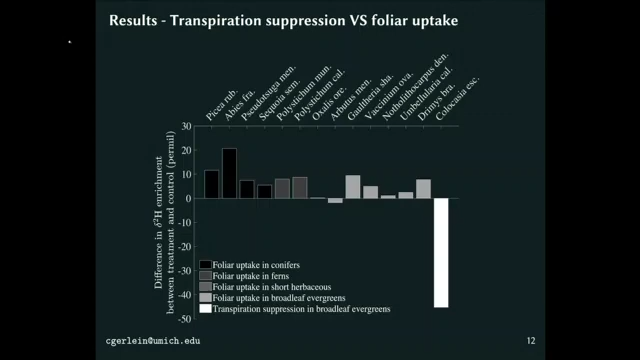 Results - Transpiration suppression VS foliar uptake
Picea rub.
Abies fra.
Pseudotsuga men.
Sequoia sem.
Polystichum mun.
Polystichum cal.
Oxalis ore.
Arbutus men.
Gaultheria sha.
Vaccinium ova.
Notholithocarpus den.
Umbellularia cal.
Drimys bra.
Colocasia esc.
Difference in δ²H enrichment
between treatment and control (permil)
30
20
10
0
-10
-20
-30
-40
-50
Foliar uptake in conifers
Foliar uptake in ferns
Foliar uptake in short herbaceous
Foliar uptake in broadleaf evergreens
Transpiration suppression in broadleaf evergreens
cgerlein@umich.edu
12